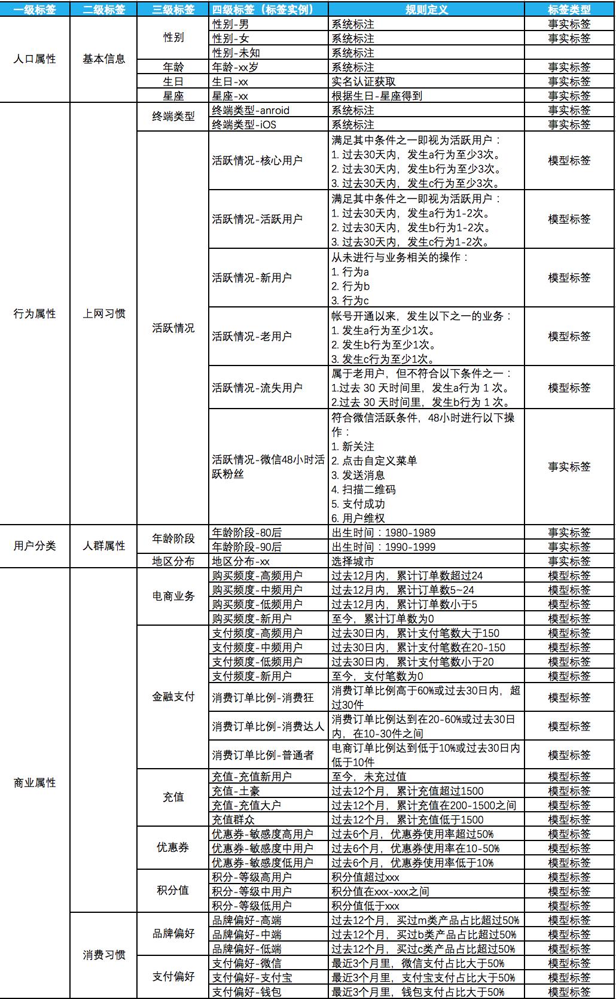 一级标签 二级标签 三级标签 四级标签（标签实例） 规则定义 标签类型
人口属性 基本信息 性别 性别-男 系统标注 事实标签
性别-女 系统标注 事实标签
性别-未知 系统标注
年龄 年龄-xx岁 系统标注 事实标签
生日 生日-xx 实名认证获取 事实标签
星座 星座-xx 根据生日-星座得到 事实标签
行为属性 上网习惯 终端类型 终端类型-anroid 系统标注 事实标签
终端类型-iOS 系统标注 事实标签
活跃情况 活跃情况-核心用户 满足其中条件之一即视为活跃用户：
1. 过去30天内，发生a行为至少3次。
2. 过去30天内，发生b行为至少3次。
3. 过去30天内，发生c行为至少3次。
模型标签
活跃情况-活跃用户 满足其中条件之一即视为活跃用户：
1. 过去30天内，发生a行为1-2次。
2. 过去30天内，发生b行为1-2次。
3. 过去30天内，发生c行为1-2次。
模型标签
活跃情况-新用户 从未进行与业务相关的操作：
1. 行为a
2. 行为b
3. 行为c
模型标签
活跃情况-老用户 帐号开通以来，发生以下之一的业务：
1. 发生a行为至少1次。
2. 发生b行为至少1次。
3. 发生c行为至少1次。
模型标签
活跃情况-流失用户 属于老用户，但不符合以下条件之一：
1.过去 30 天时间里，发生a行为 1 次。
2.过去 30 天时间里，发生b行为 1 次。
模型标签
活跃情况-微信48小时活
跃粉丝
符合微信活跃条件，48小时进行以下操
作：
1. 新关注
2. 点击自定义菜单
3. 发送消息
4. 扫描二维码
5. 支付成功
6. 用户维权
事实标签
用户分类 人群属性 年龄阶段 年龄阶段-80后 出生时间：1980-1989 事实标签
年龄阶段-90后 出生时间：1990-1999 事实标签
地区分布 地区分布-xx 选择城市 事实标签
商业属性 电商业务 购买频度-高频用户 过去12月内，累计订单数超过24 模型标签
购买频度-中频用户 过去12月内，累计订单数5~24 模型标签
购买频度-低频用户 过去12月内，累计订单数小于5 模型标签
购买频度-新用户 至今，累计订单数为0 模型标签
金融支付 支付频度-高频用户 过去30日内，累计支付笔数大于150 模型标签
支付频度-中频用户 过去30日内，累计支付笔数在20-150 模型标签
支付频度-低频用户 过去30日内，累计支付笔数小于20 模型标签
支付频度-新用户 至今，支付笔数为0 模型标签
消费订单比例-消费狂 消费订单比例高于60%或过去30日内，超
过30件
模型标签
消费订单比例-消费达人 消费订单比例达到在20-60%或过去30日
内，在10-30件之间
模型标签
消费订单比例-普通者 电商订单比例达到低于10%或过去30日内
低于10件
模型标签
充值 充值-充值新用户 至今，未充过值 模型标签
充值-土豪 过去12个月，累计充值超过1500 模型标签
充值-充值大户 过去12个月，累计充值在200-1500之间 模型标签
充值群众 过去12个月，累计充值低于1500 模型标签
优惠券 优惠券-敏感度高用户 过去6个月，优惠券使用率超过50% 模型标签
优惠券-敏感度中用户 过去6个月，优惠券使用率在10-50% 模型标签
优惠券-敏感度低用户 过去6个月，优惠券使用率低于10% 模型标签
积分值 积分-等级高用户 积分值超过xxx 模型标签
积分-等级中用户 积分值在xxx-xxx之间 模型标签
积分-等级低用户 积分值低于xxx 模型标签
消费习惯 品牌偏好 品牌偏好-高端 过去12个月，买过m类产品占比超过50% 模型标签
品牌偏好-中端 过去12个月，买过b类产品占比超过50% 模型标签
品牌偏好-低端 过去12个月，买过c类产品占比超过50% 模型标签
支付偏好 支付偏好-微信 最近3个月里，微信支付占比大于50% 模型标签
支付偏好-支付宝 最近3个月里，支付宝支付占比大于50% 模型标签
支付偏好-钱包 最近3个月里，钱包支付占比大于50% 模型标签